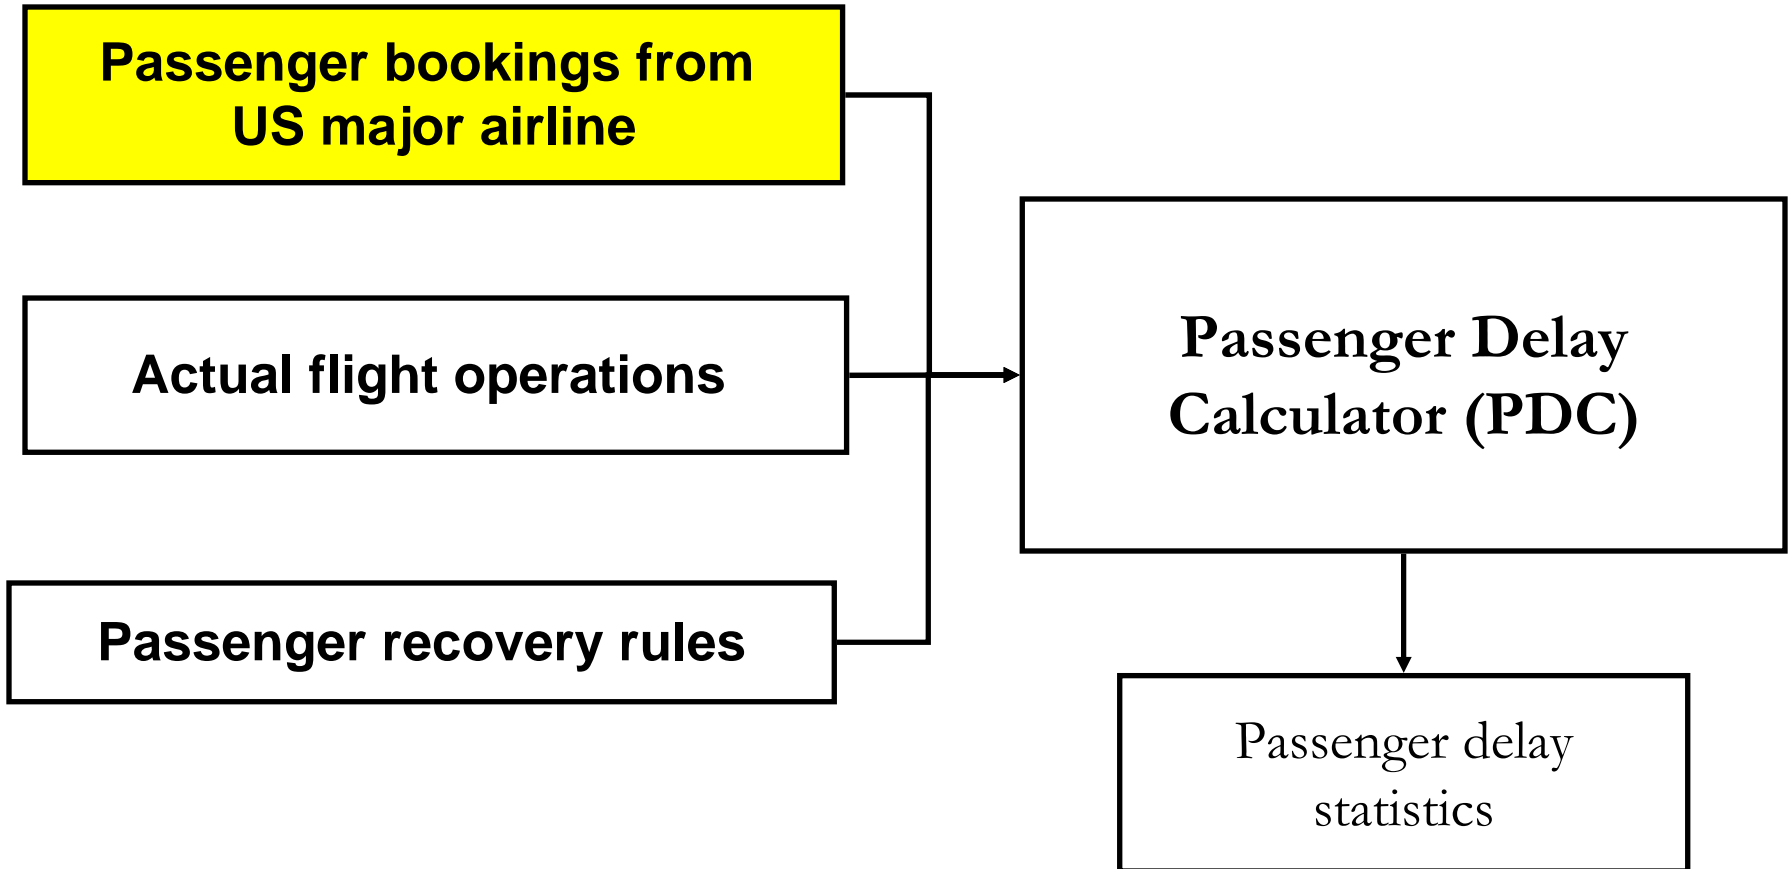 Passenger bookings from
US major airline
Actual flight operations
Passenger recovery rules
Passenger Delay
Calculator (PDC)
Passenger delay
statistics